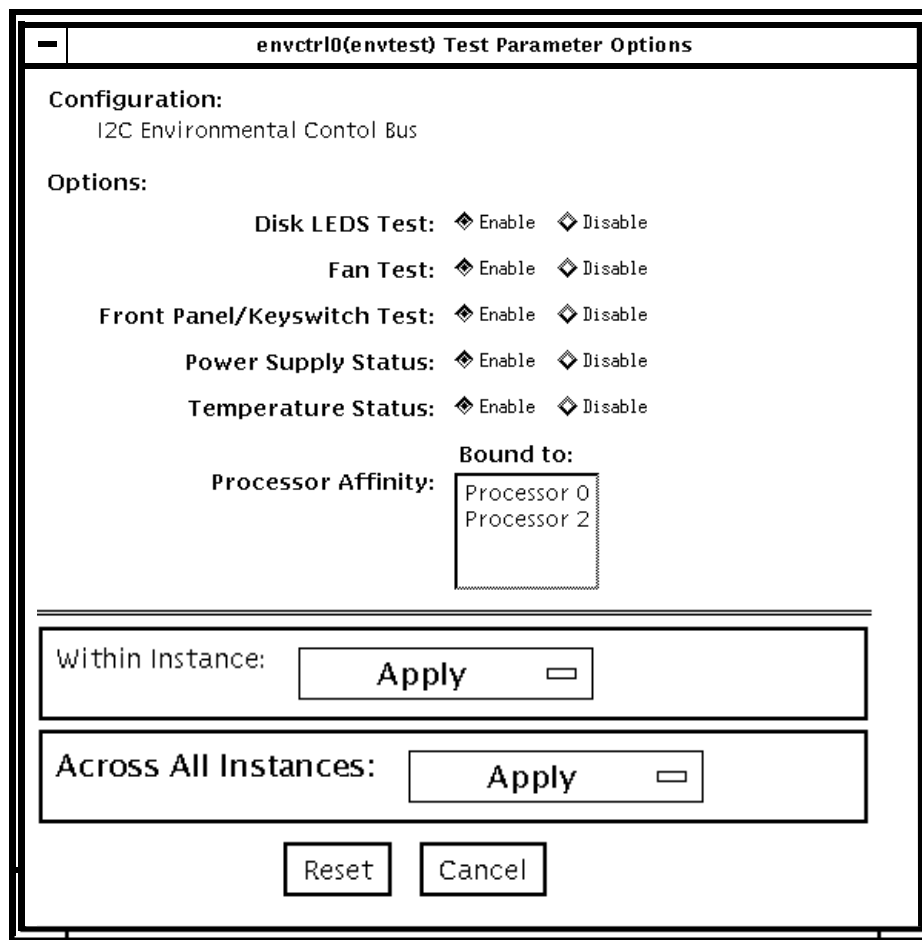 envctrl0(envtest) Test Parameter Options
Configuration:
I2C Environmental Contol Bus
Options:
Disk LEDS Test: Enable Disable
Fan Test: Enable Disable
Front Panel/Keyswitch Test: Enable Disable
Power Supply Status: Enable Disable
Temperature Status: Enable Disable
Bound to:
Processor Affinity:
Processor 0
Processor 2
Within Instance: Apply
Across All Instances: Apply
Reset Cancel